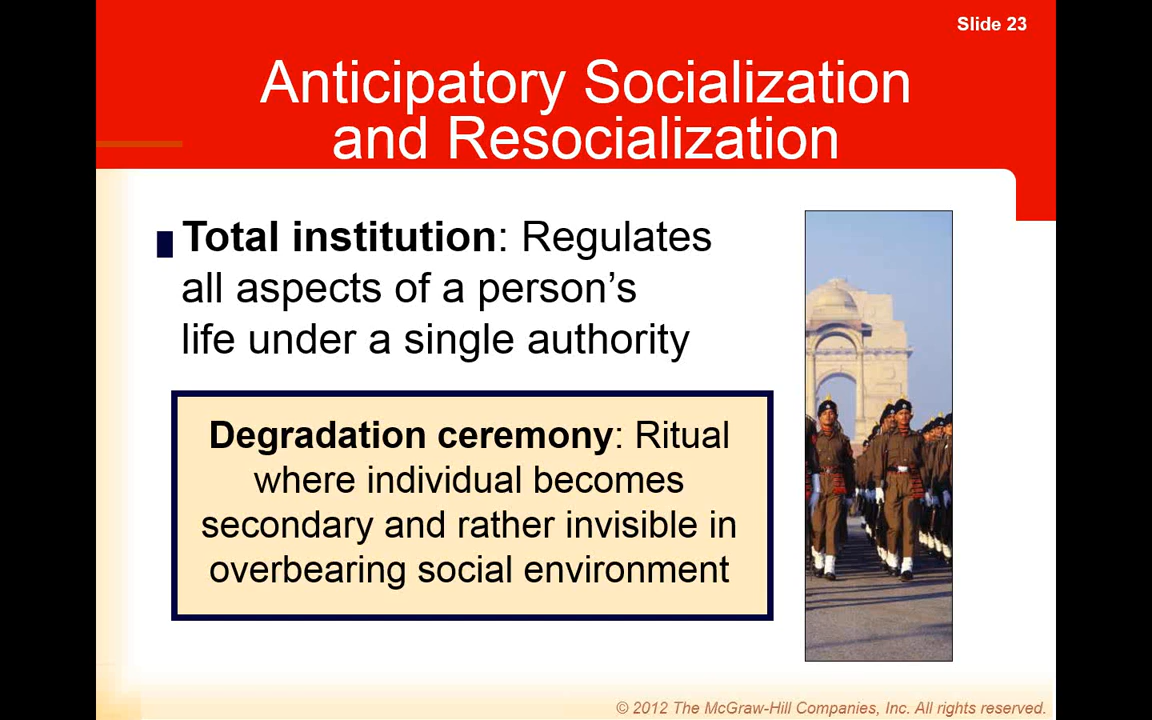 Slide 23
Anticipatory Socialization
and Resocialization
Total institution: Regulates
all aspects of a person’s
life under a single authority
Degradation ceremony: Ritual
where individual becomes
secondary and rather invisible in
overbearing social environment
© 2012 The McGraw-Hill Companies, Inc. All rights reserved.